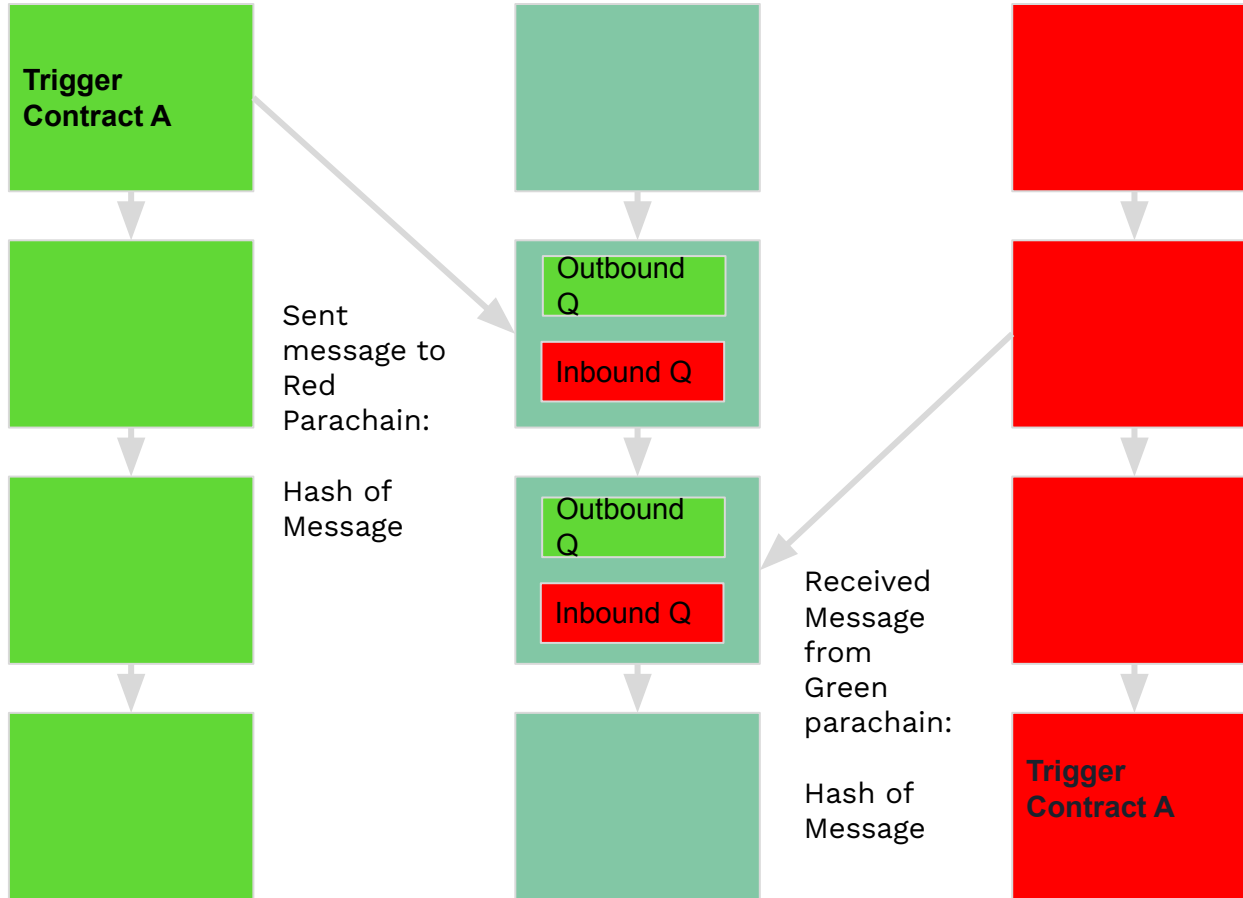 Trigger
Contract A
Outbound
Q
Inbound Q
Sent
message to
Red
Parachain:
Hash of
Message
Outbound
Q
Inbound Q
Received
Message
from
Green
parachain:
Hash of
Message
Trigger
Contract A